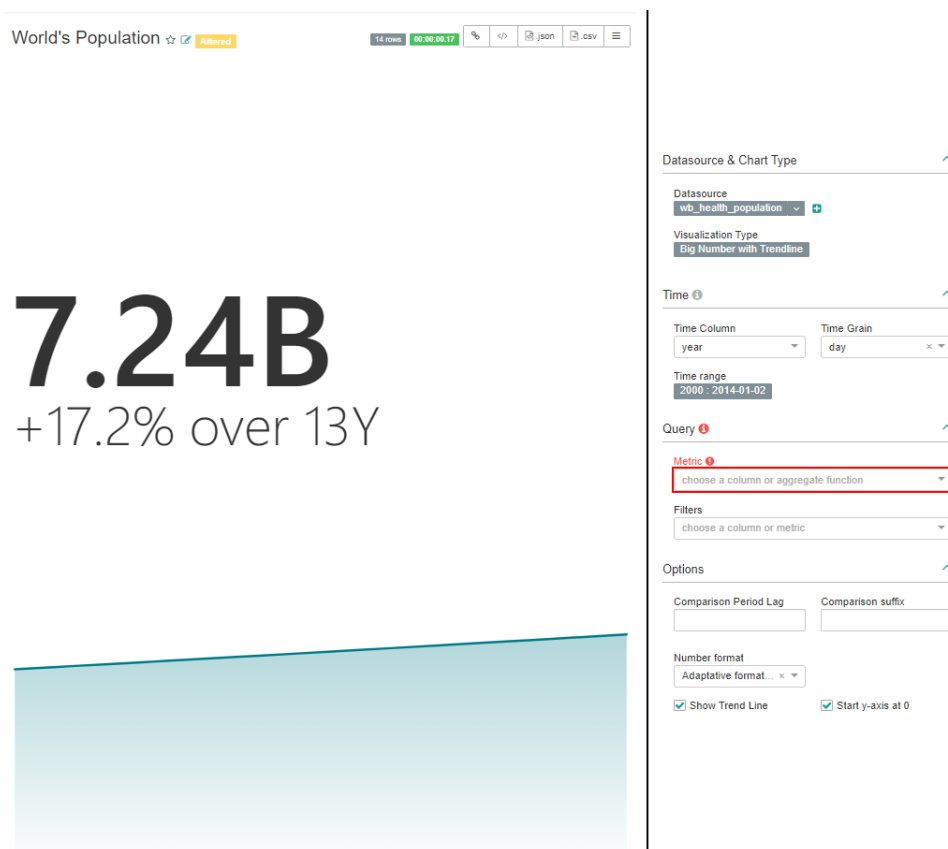 World's Population Altered
14 rows 00:00:00.17 .json .csv
7.24B
+17.2% over 13Y
Datasource & Chart Type
Datasource
wb_health_population
Visualization Type
Big Number with Trendline
Time
Time Column Time Grain
year day
Time range
2000 : 2014-01-02
Query
Metric
choose a column or aggregate function
Filters
choose a column or metric
Options
Comparison Period Lag Comparison suffix
Number format
Adaptative format...
Show Trend Line Start y-axis at 0